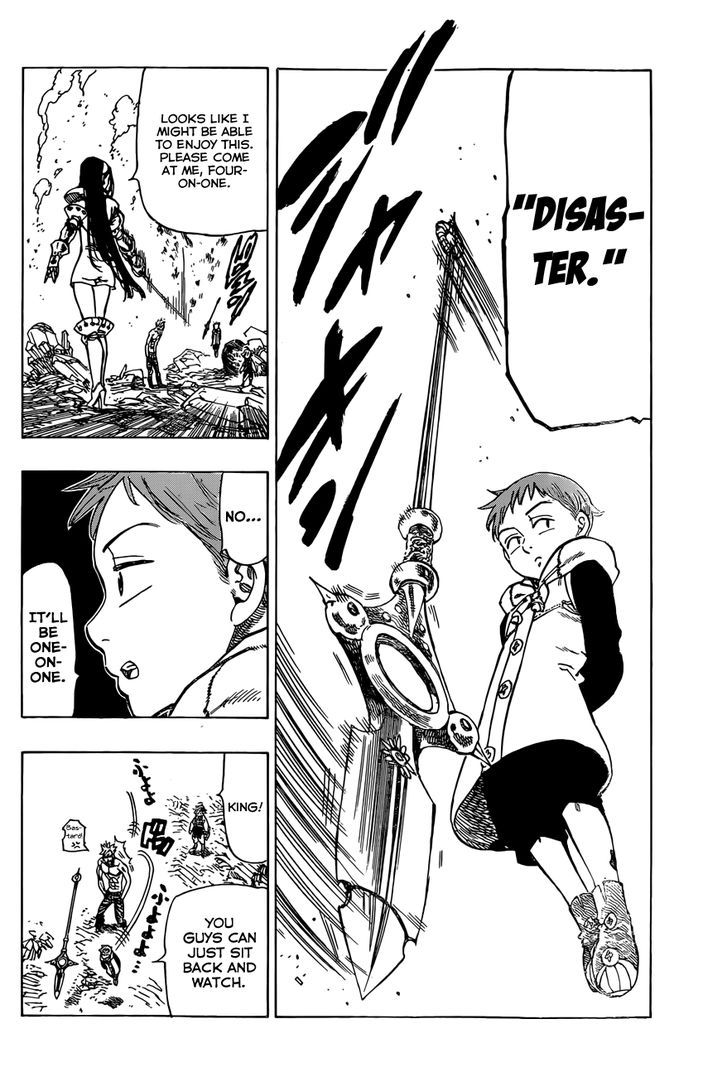 "DISAS-
TER."
LOOKS LIKE I
MIGHT BE ABLE
TO ENJOY THIS.
PLEASE COME
AT ME, FOUR-
ON-ONE.
NO...
IT'LL
BE
ONE-
ON-
ONE.
KING!
YOU
GUYS CAN
JUST SIT
BACK AND
WATCH.
Bas-
tard